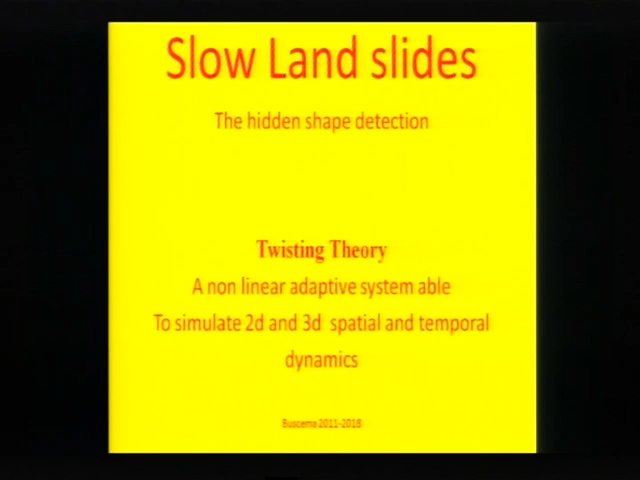 Slow Land slides
The hidden shape detection
Twisting Theory
A non linear adaptive system able
To simulate 2d and 3d spatial and temporal
dynamics
Buscema 2011-2018